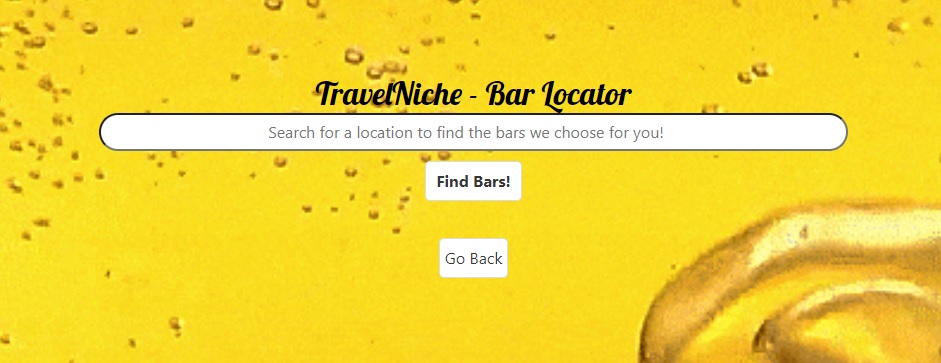 TravelNiche - Bar Locator
Search for a location to find the bars we choose for you!
Find Bars!
Go Back